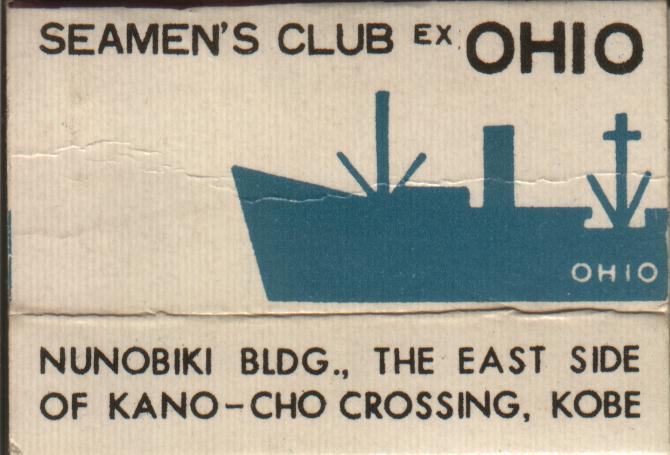 SEAMEN'S CLUB EX OHIO
OHIO
NUNOBIKI BLDG., THE EAST SIDE
OF KANO-CHO CROSSING, KOBE